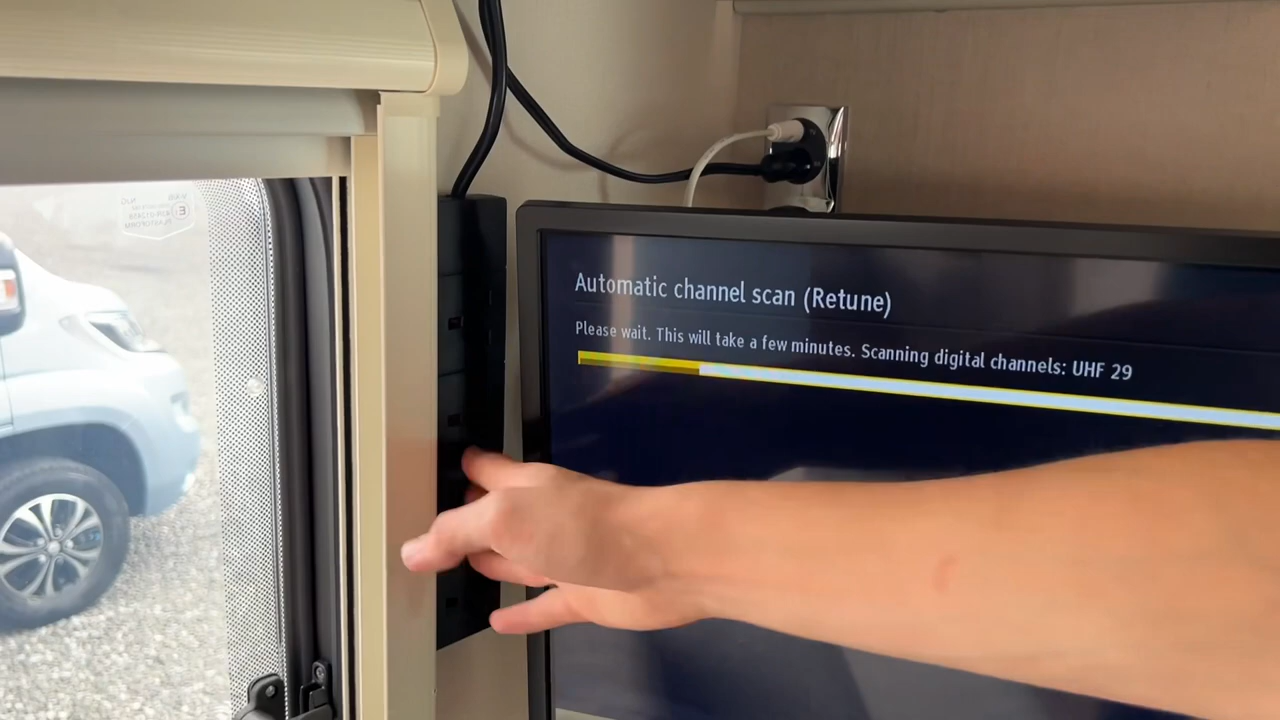 Automatic channel scan (Retune)
Please wait. This will take a few minutes. Scanning digital channels: UHF 29